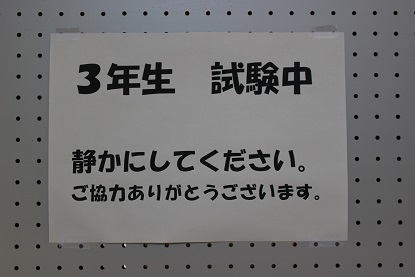 ３年生　試験中
静かにしてください。
ご協力ありがとうございます。